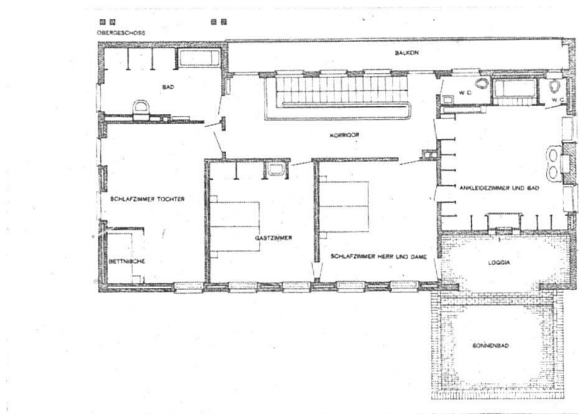 OBERGESCHOSS
BALKON
BAD
W.C.
W.C.
KORRIDOR
ANKLEIDEZIMMER UND BAD
SCHLAFZIMMER TOCHTER
GASTZIMMER
SCHLAFZIMMER HERR UND DAME
BETTNISCHE
LOGGIA
SONNENBAD